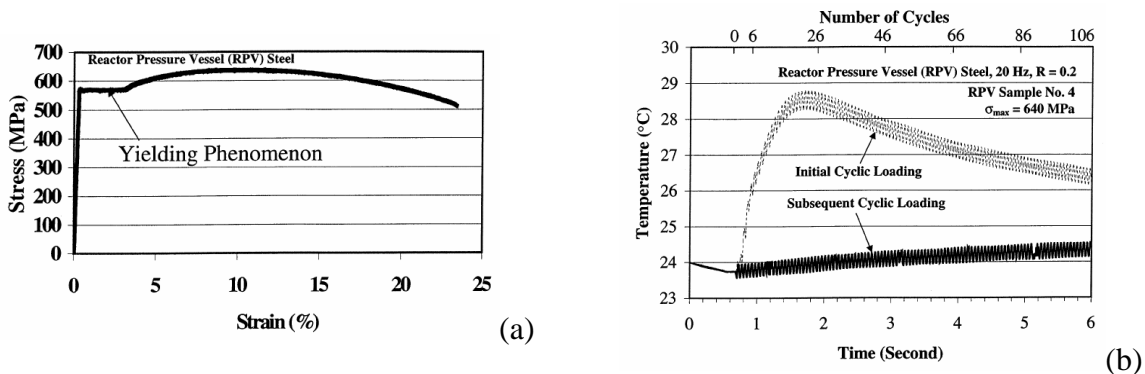 Reactor Pressure Vessel (RPV) Steel
Yielding Phenomenon
Stress (MPa)
700
600
500
400
300
200
100
0
0 5 10 15 20 25
Strain (%)
(a)
Number of Cycles
0 6 26 46 66 86 106
Reactor Pressure Vessel (RPV) Steel, 20 Hz, R = 0.2
RPV Sample No. 4
σmax = 640 MPa
Initial Cyclic Loading
Subsequent Cyclic Loading
Temperature (°C)
30
29
28
27
26
25
24
23
0 1 2 3 4 5 6
Time (Second)
(b)